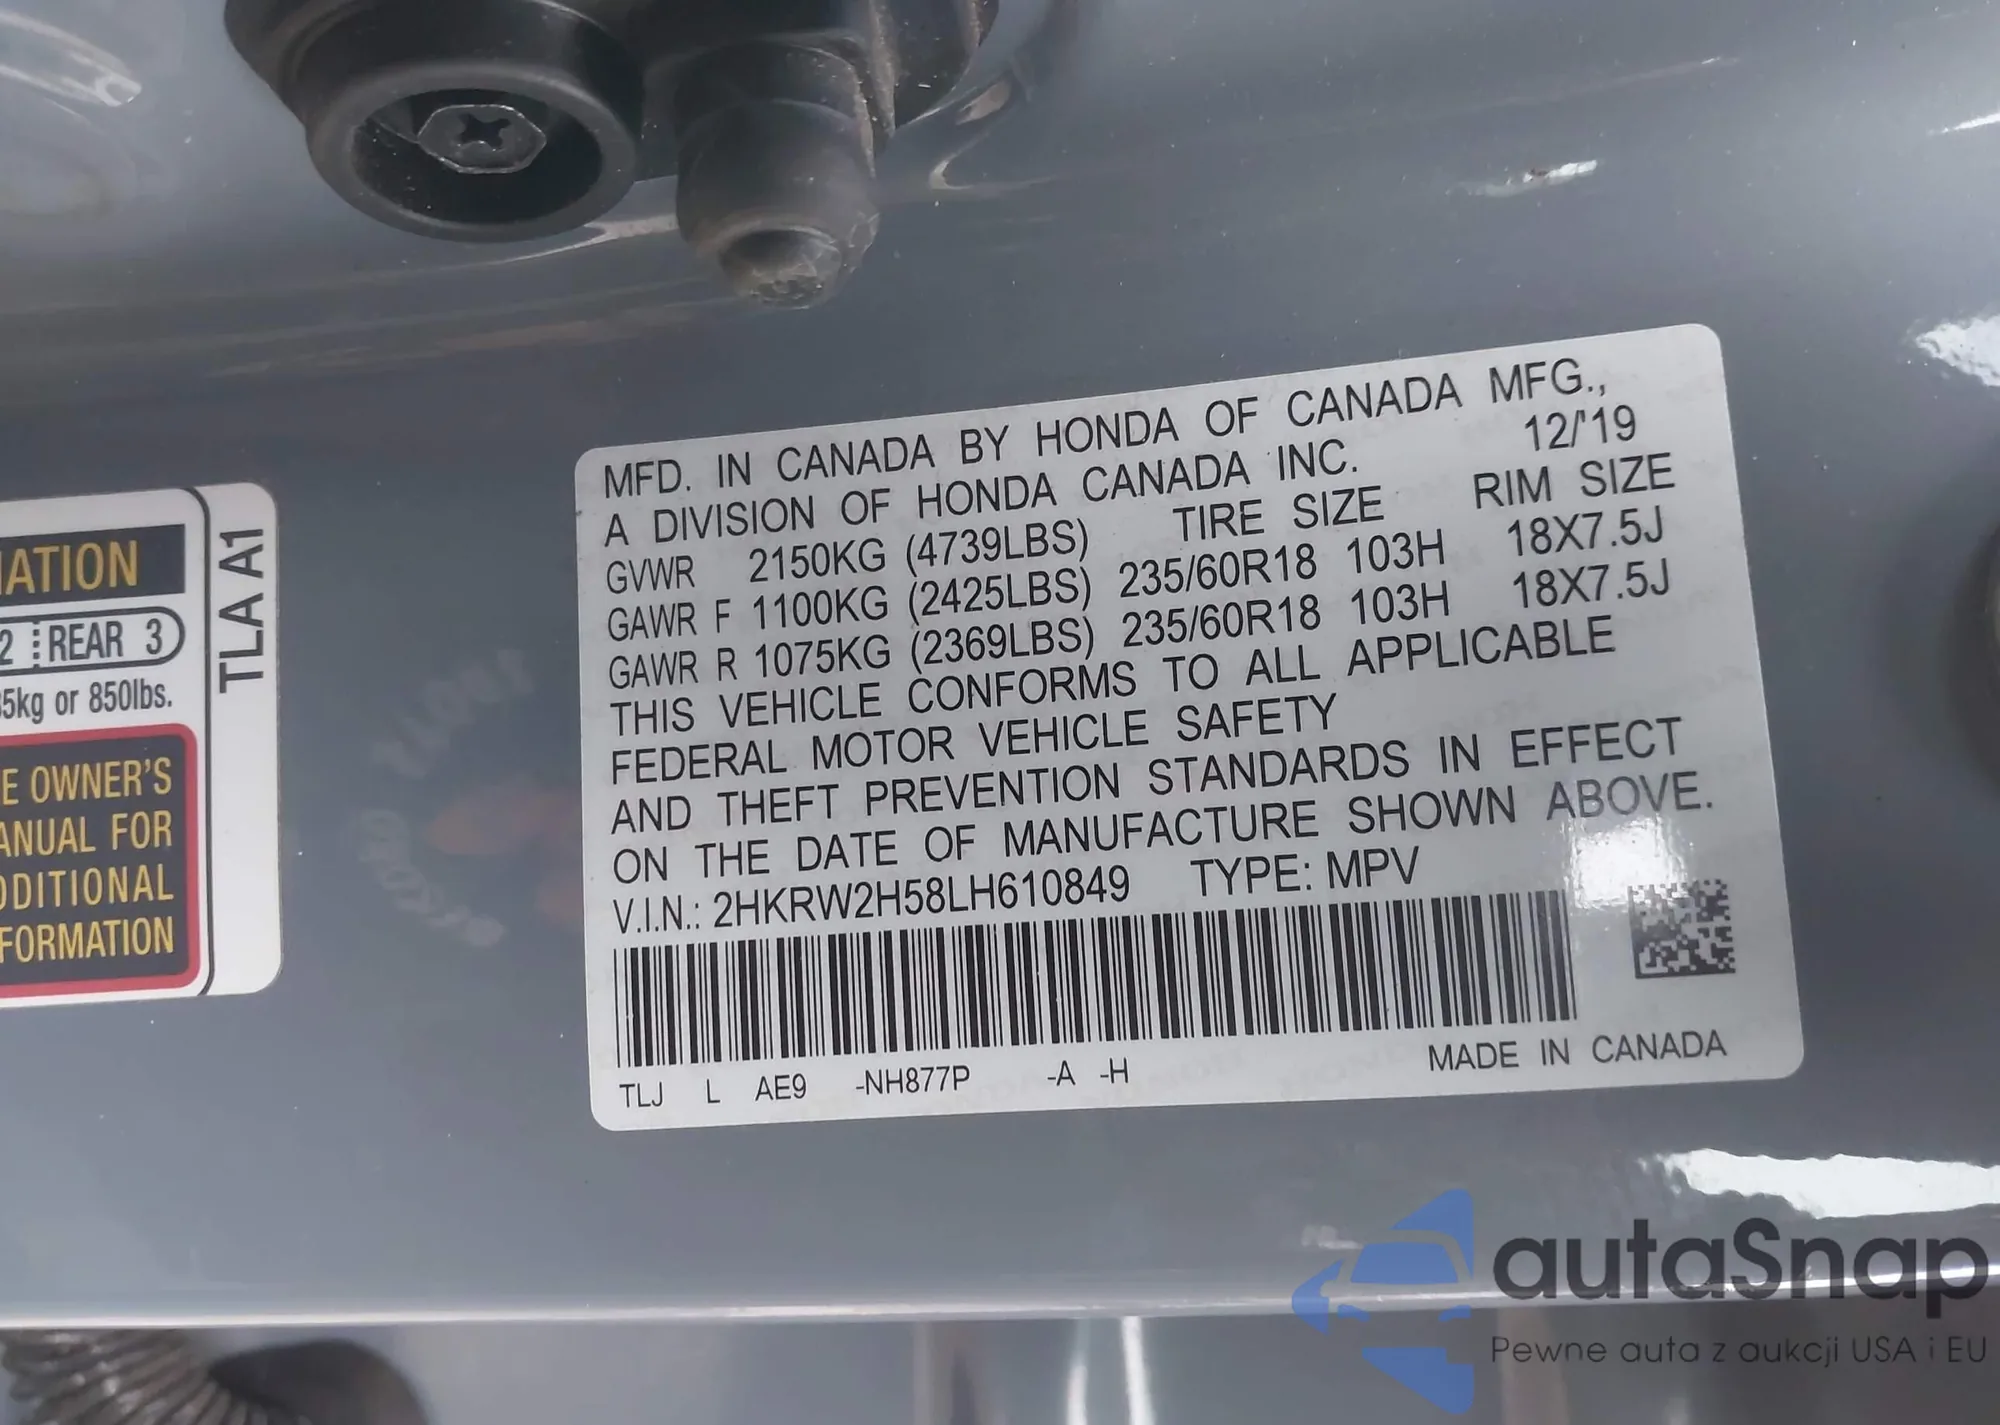 MFD. IN CANADA BY HONDA OF CANADA MFG.,
A DIVISION OF HONDA CANADA INC. 12/'19
GVWR 2150KG (4739LBS) TIRE SIZE RIM SIZE
GAWR F 1100KG (2425LBS) 235/60R18 103H 18X7.5J
GAWR R 1075KG (2369LBS) 235/60R18 103H 18X7.5J
THIS VEHICLE CONFORMS TO ALL APPLICABLE
FEDERAL MOTOR VEHICLE SAFETY
AND THEFT PREVENTION STANDARDS IN EFFECT
ON THE DATE OF MANUFACTURE SHOWN ABOVE.
V.I.N.: 2HKRW2H58LH610849 TYPE: MPV
TLJ L AE9 -NH877P -A -H MADE IN CANADA
TLA A1
2 REAR 3
5kg or 850lbs.
OWNER'S
FOR
FORMATION
autaSnap
Pewne auta z aukcji USA i EU